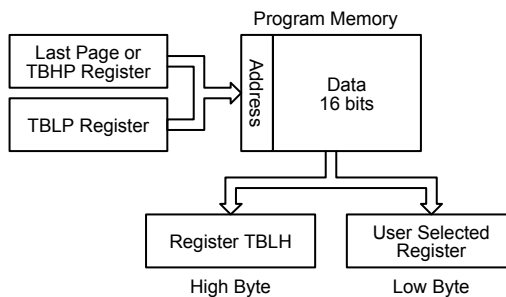 Program Memory
Last Page or
TBHP Register
TBLP Register
Address
Data
16 bits
Register TBLH
User Selected
Register
High Byte
Low Byte